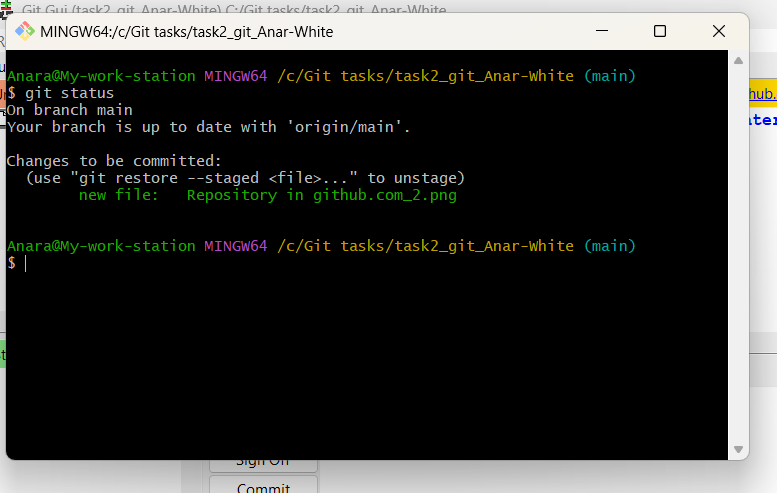 Git Gui (task2_git_Anar-White) C:/Git tasks/task2_git_Anar-White
MINGW64:/c/Git tasks/task2_git_Anar-White
Anara@My-work-station MINGW64 /c/Git tasks/task2_git_Anar-White (main)
$ git status
On branch main
Your branch is up to date with 'origin/main'.
Changes to be committed:
(use "git restore --staged <file>..." to unstage)
new file:   Repository in github.com_2.png
Anara@My-work-station MINGW64 /c/Git tasks/task2_git_Anar-White (main)
$
hub.
Sign Off
Commit